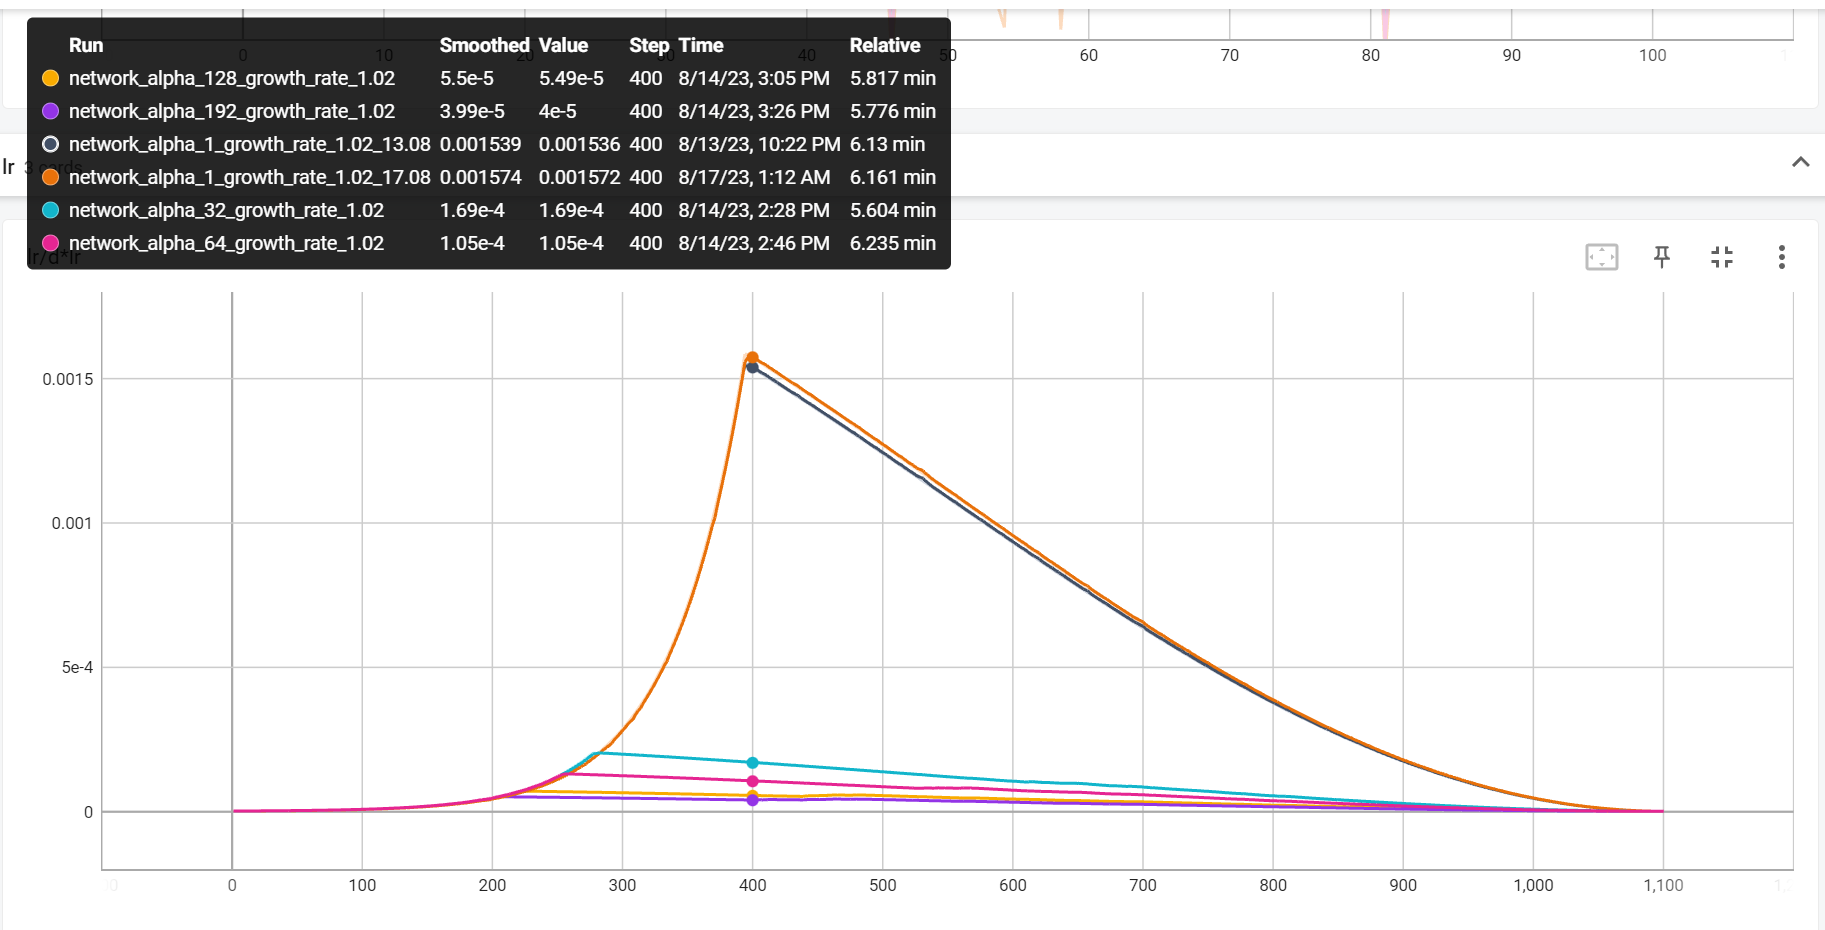 Run Smoothed Value Step Time Relative
0 10 20 30 40 50 60 70 80 90 100
network_alpha_128_growth_rate_1.02 5.5e-5 5.49e-5 400 8/14/23, 3:05 PM 5.817 min
network_alpha_192_growth_rate_1.02 3.99e-5 4e-5 400 8/14/23, 3:26 PM 5.776 min
network_alpha_1_growth_rate_1.02_13.08 0.001539 0.001536 400 8/13/23, 10:22 PM 6.13 min
lr 3 cards
network_alpha_1_growth_rate_1.02_17.08 0.001574 0.001572 400 8/17/23, 1:12 AM 6.161 min
network_alpha_32_growth_rate_1.02 1.69e-4 1.69e-4 400 8/14/23, 2:28 PM 5.604 min
network_alpha_64_growth_rate_1.02 1.05e-4 1.05e-4 400 8/14/23, 2:46 PM 6.235 min
lr/d*lr
0.0015
0.001
5e-4
0
0 100 200 300 400 500 600 700 800 900 1,000 1,100